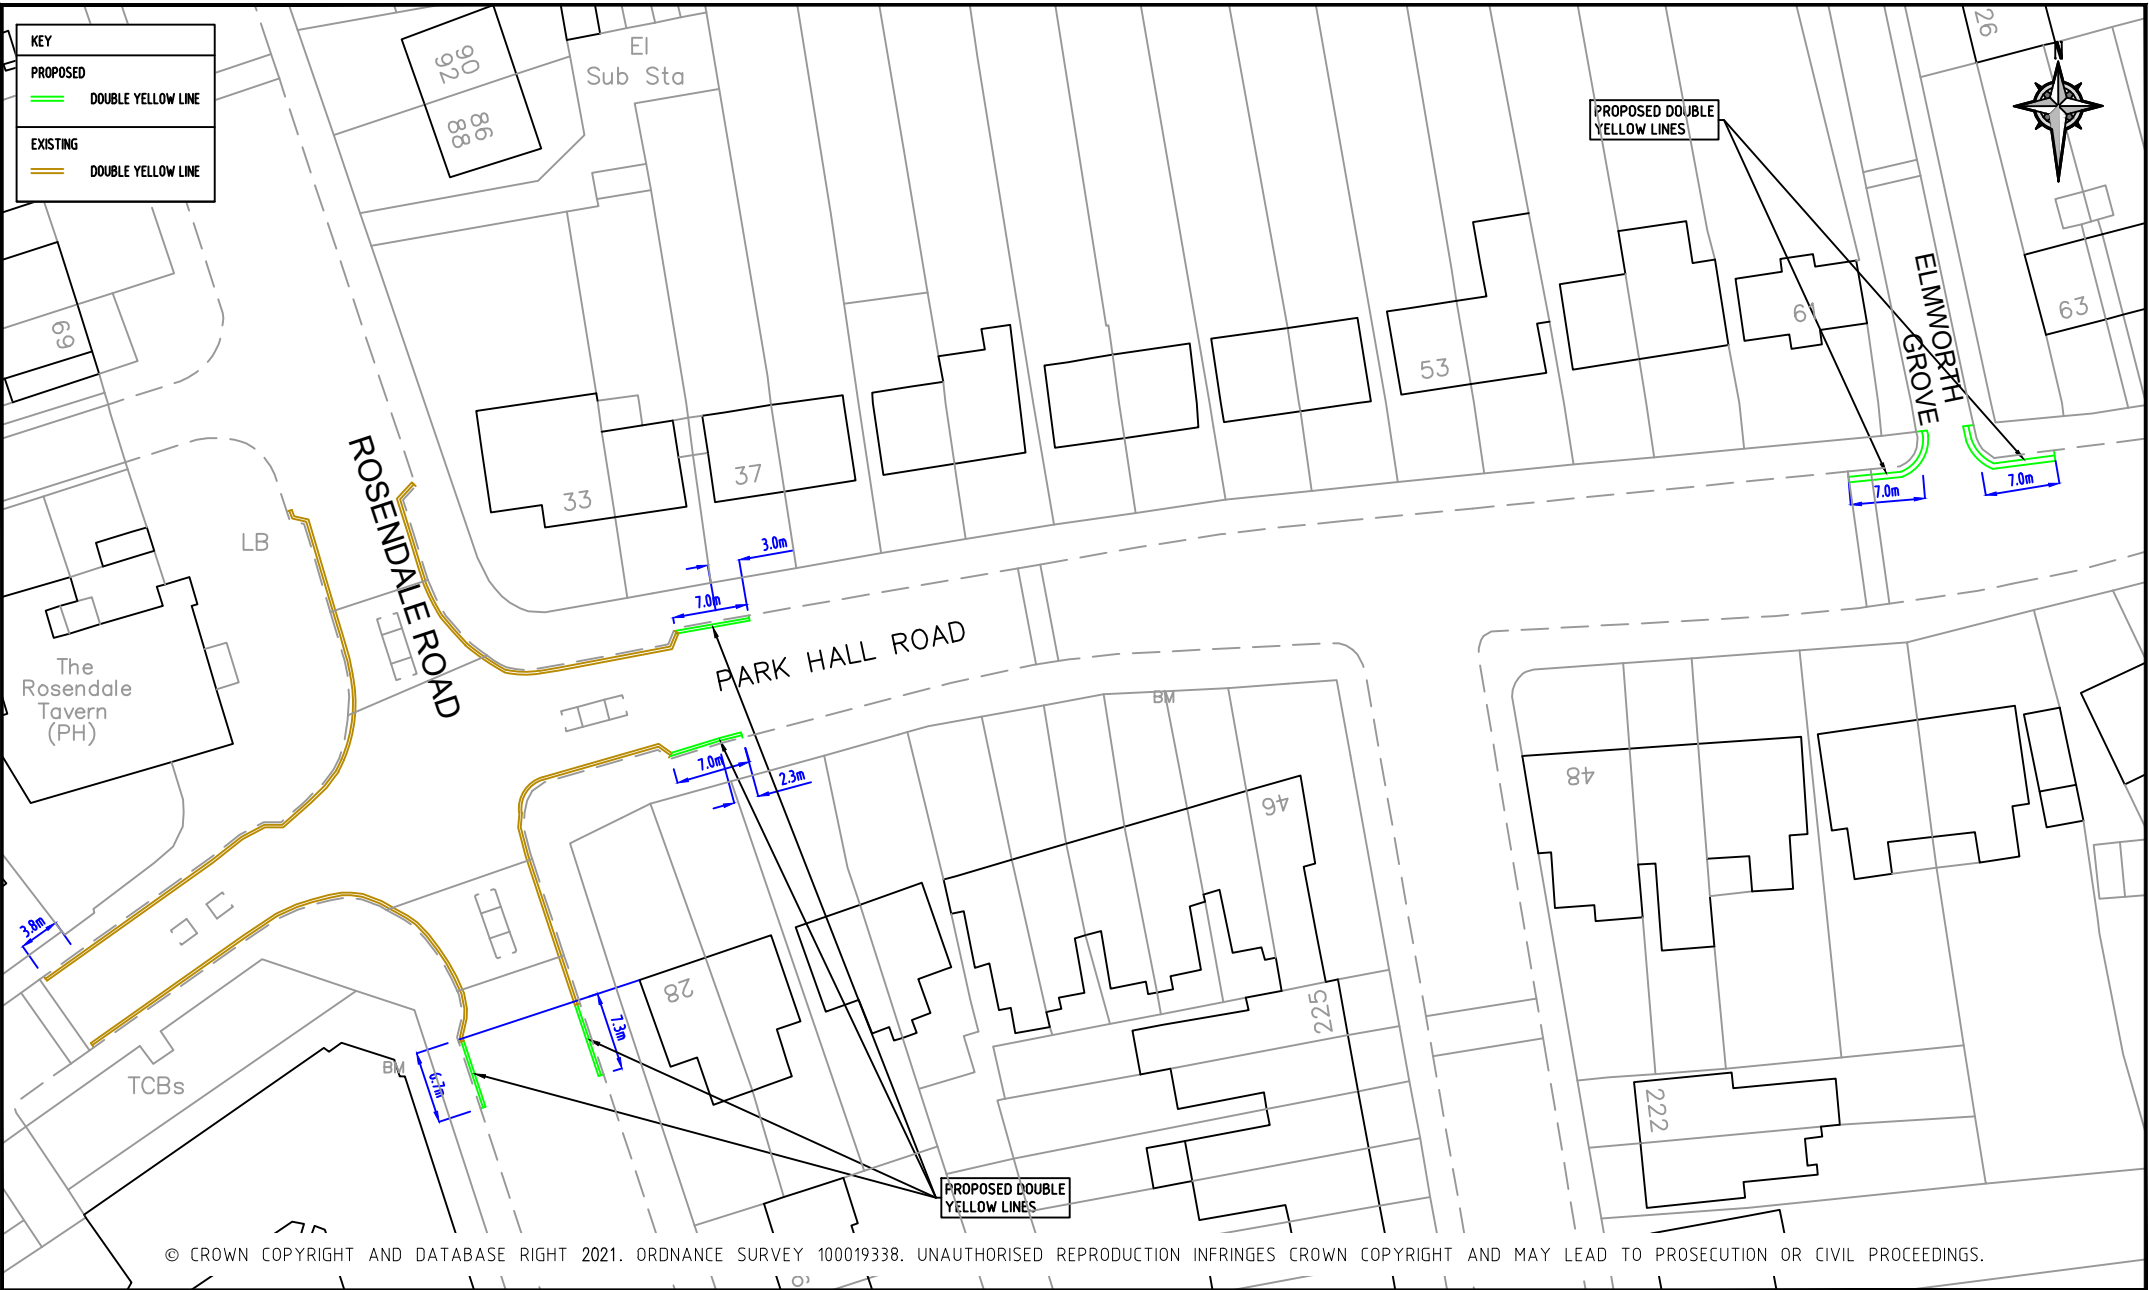 KEY
PROPOSED
DOUBLE YELLOW LINE
EXISTING
DOUBLE YELLOW LINE
90
92
86
88
El
Sub Sta
26
N
PROPOSED DOUBLE
YELLOW LINES
69
ELMWORTH
GROVE
61
63
53
37
33
7.0m
7.0m
ROSENDALE ROAD
LB
3.0m
7.0m
PARK HALL ROAD
The
Rosendale
Tavern
(PH)
BM
7.0m
2.3m
46
48
3.8m
28
7.3m
225
TCBs
BM
6.7m
222
PROPOSED DOUBLE
YELLOW LINES
© CROWN COPYRIGHT AND DATABASE RIGHT 2021. ORDNANCE SURVEY 100019338. UNAUTHORISED REPRODUCTION INFRINGES CROWN COPYRIGHT AND MAY LEAD TO PROSECUTION OR CIVIL PROCEEDINGS.